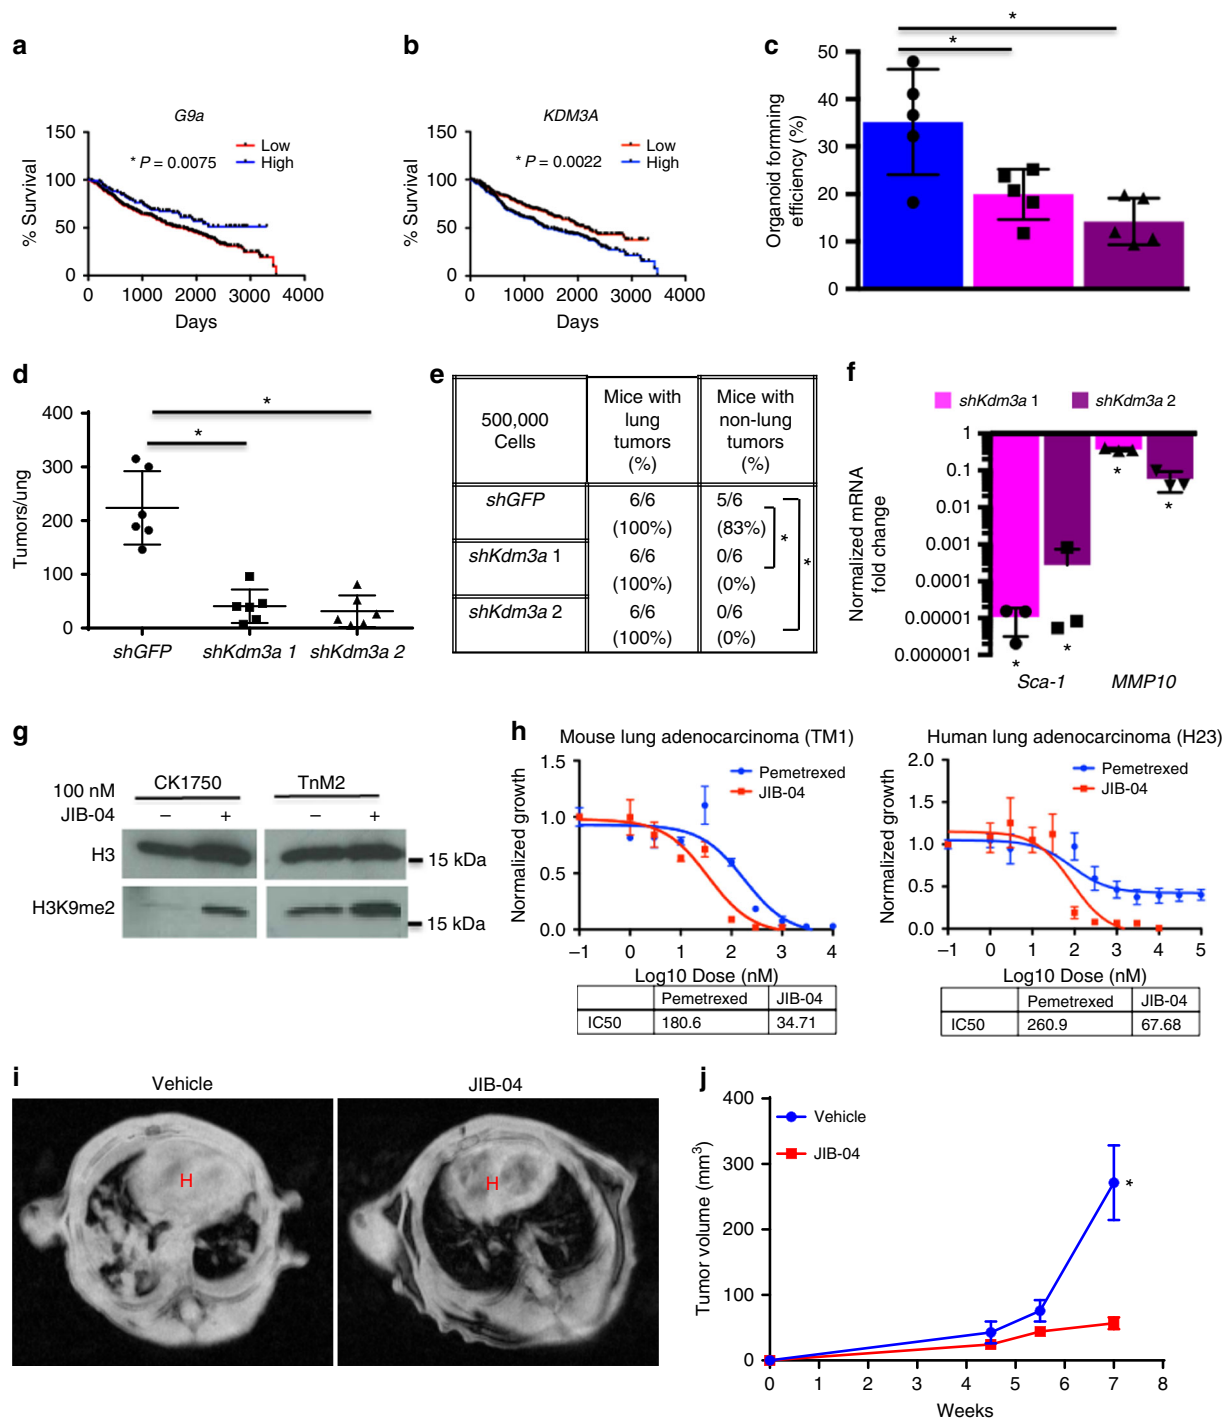 a
G9a
* P = 0.0075
Low
High
150
100
50
0
% Survival
0 1000 2000 3000 4000
Days
b
KDM3A
* P = 0.0022
Low
High
150
100
50
0
% Survival
0 1000 2000 3000 4000
Days
c
*
*
50
40
30
20
10
0
Organoid formning
efficiency (%)
d
*
*
400
300
200
100
0
Tumors/ung
shGFP shKdm3a 1 shKdm3a 2
e
500,000
Cells
Mice with
lung
tumors
(%)
Mice with
non-lung
tumors
(%)
shGFP 6/6 5/6
(100%) (83%)
shKdm3a 1 6/6 0/6
(100%) (0%)
shKdm3a 2 6/6 0/6
(100%) (0%)
*
*
f
shKdm3a 1 shKdm3a 2
1
0.1
0.01
0.001
0.0001
0.00001
0.000001
Normalized mRNA
fold change
* * * *
Sca-1 MMP10
g
100 nM CK1750 TnM2
JIB-04 – + – +
H3 15 kDa
H3K9me2 15 kDa
h
Mouse lung adenocarcinoma (TM1)
Pemetrexed
JIB-04
1.5
1.0
0.5
0.0
Normalized growth
–1 0 1 2 3 4
Log10 Dose (nM)
Pemetrexed JIB-04
IC50 180.6 34.71
Human lung adenocarcinoma (H23)
Pemetrexed
JIB-04
2.0
1.5
1.0
0.5
0.0
Normalized growth
–1 0 1 2 3 4 5
Log10 Dose (nM)
Pemetrexed JIB-04
IC50 260.9 67.68
i
Vehicle JIB-04
H H
j
Vehicle
JIB-04
400
300
200
100
0
Tumor volume (mm³)
*
0 1 2 3 4 5 6 7 8
Weeks